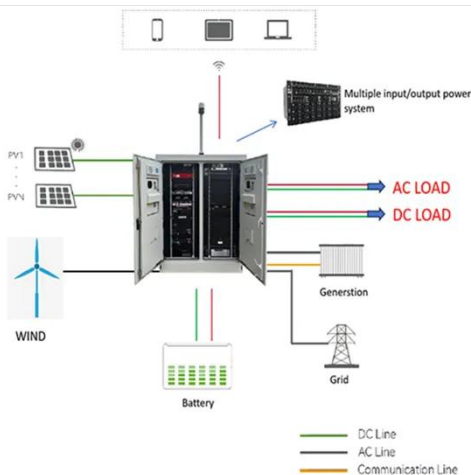 Multiple input/output power
system
PV1
PVN
AC LOAD
DC LOAD
WIND
Generstion
Grid
Battery
DC Line
AC Line
Communication Line